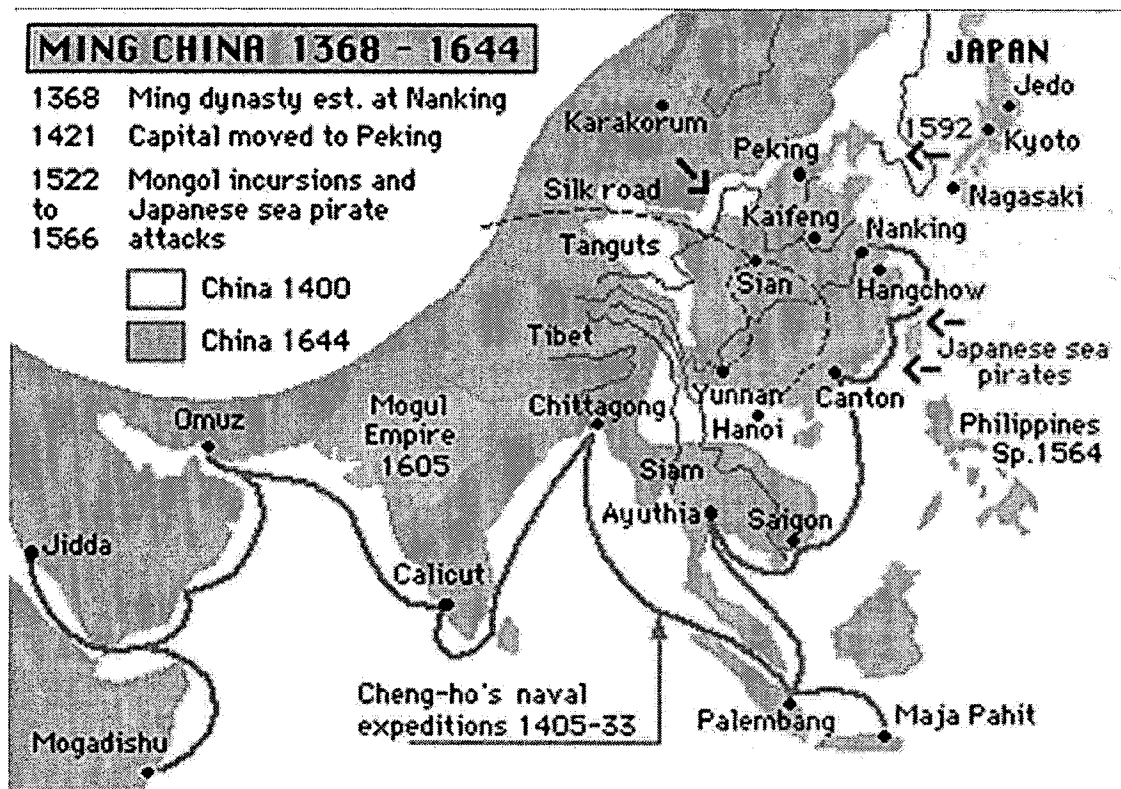 MING CHINA 1368 - 1644
1368 Ming dynasty est. at Nanking
1421 Capital moved to Peking
1522 Mongol incursions and
to Japanese sea pirate
1566 attacks
China 1400
China 1644
JAPAN
Jedo
Karakorum
1592
Kyoto
Peking
Nagasaki
Silk road
Kaifeng
Nanking
Tanguts
Sian
Hangchow
Tibet
Japanese sea
pirates
Yunnan
Canton
Omuz
Mogul
Empire
1605
Chittagong
Hanoi
Philippines
Sp.1564
Siam
Ayuthia
Saigon
Jidda
Calicut
Cheng-ho's naval
expeditions 1405-33
Palembang
Maja Pahit
Mogadishu